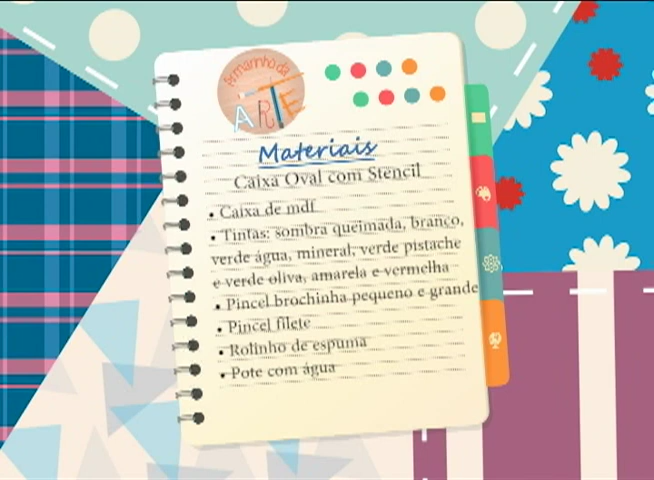 Armarinho da
ARTE
Materiais
Caixa Oval com Stencil
• Caixa de mdf
• Tintas: sombra queimada, branco,
verde água, mineral, verde pistache
e verde oliva, amarela e vermelha
• Pincel brochinha pequeno e grande
• Pincel filete
• Rolinho de espuma
• Pote com água